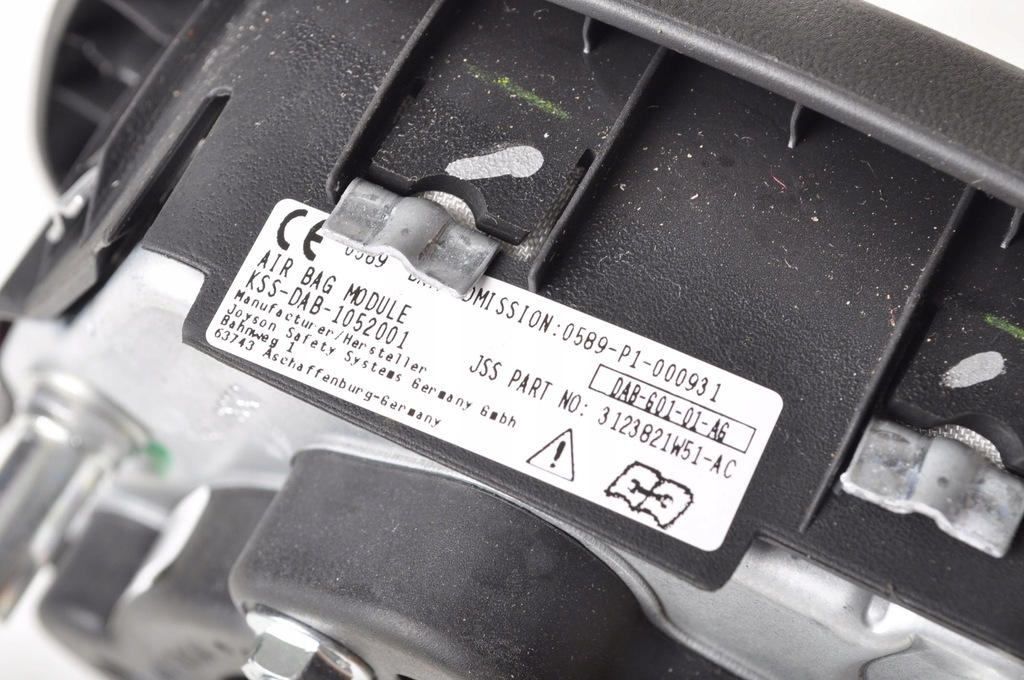 CE 0589
OMISSION:0589-P1-000931
AIR BAG MODULE
KSS-DAB-1052001
DAB-601-01-AG
Manufacturer/Hersteller
JSS PART NO: 3123821W51-AC
Joyson Safety Systems Germany Gmbh
Bahnweg 1
63743 Aschaffenburg-Germany